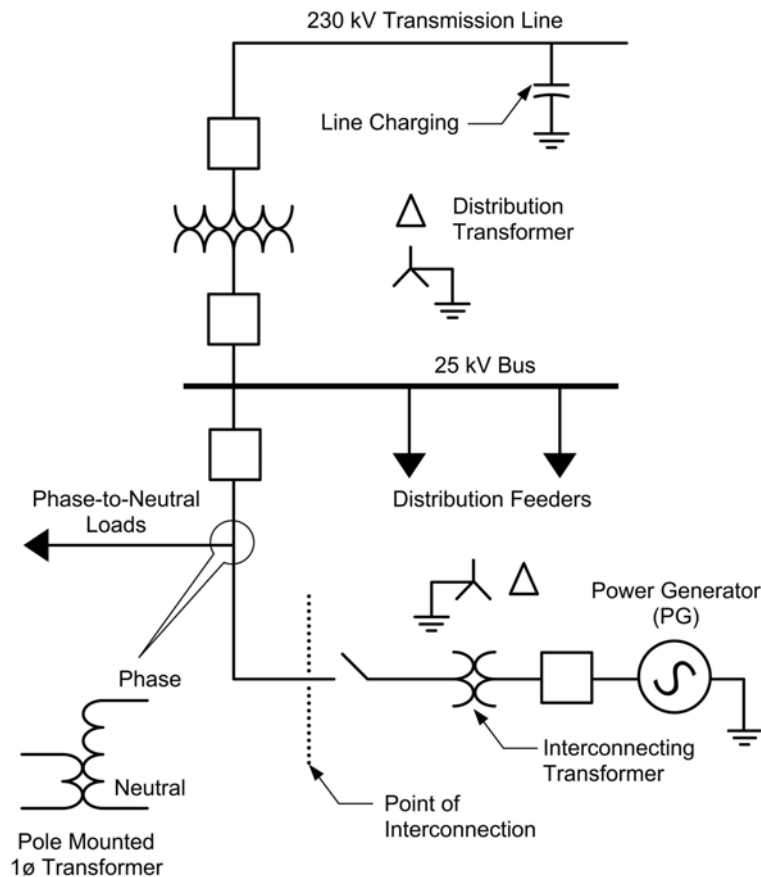 230 kV Transmission Line
Line Charging
Distribution
Transformer
25 kV Bus
Phase-to-Neutral
Loads
Distribution Feeders
Power Generator
(PG)
Phase
Interconnecting
Transformer
Neutral
Point of
Interconnection
Pole Mounted
1ø Transformer